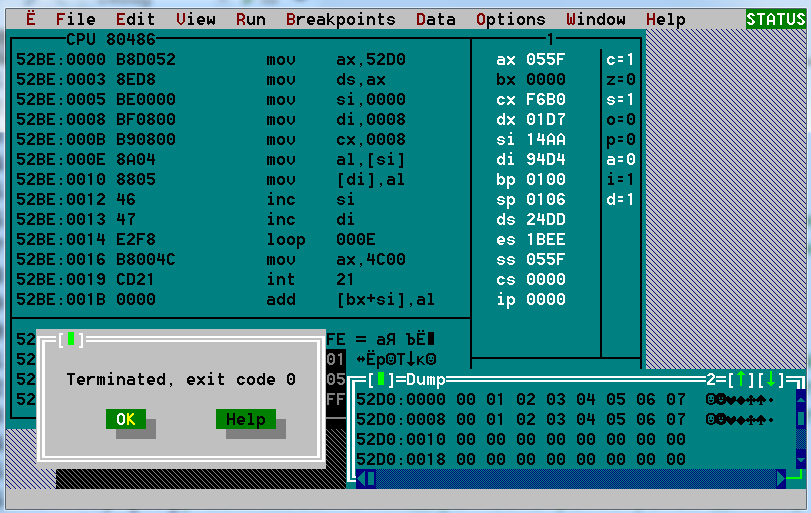 Ë File Edit View Run Breakpoints Data Options Window Help STATUS
CPU 80486 1
52BE:0000 B8D052 mov ax,52D0
52BE:0003 8ED8 mov ds,ax
52BE:0005 BE0000 mov si,0000
52BE:0008 BF0800 mov di,0008
52BE:000B B90800 mov cx,0008
52BE:000E 8A04 mov al,[si]
52BE:0010 8805 mov [di],al
52BE:0012 46 inc si
52BE:0013 47 inc di
52BE:0014 E2F8 loop 000E
52BE:0016 B8004C mov ax,4C00
52BE:0019 CD21 int 21
52BE:001B 0000 add [bx+si],al
ax 055F c=1
bx 0000 z=0
cx F6B0 s=1
dx 01D7 o=0
si 14AA p=0
di 94D4 a=0
bp 0100 i=1
sp 0106 d=1
ds 24DD
es 1BEE
ss 055F
cs 0000
ip 0000
52 FE = аЯ ЪЁ
52 01
52 05
52 FF
[▮]
Terminated, exit code 0
OK Help
[▮]=Dump 2=[↑][↓]
52D0:0000 00 01 02 03 04 05 06 07 ☺☻♥♦♣♠•
52D0:0008 00 01 02 03 04 05 06 07 ☺☻♥♦♣♠•
52D0:0010 00 00 00 00 00 00 00 00
52D0:0018 00 00 00 00 00 00 00 00